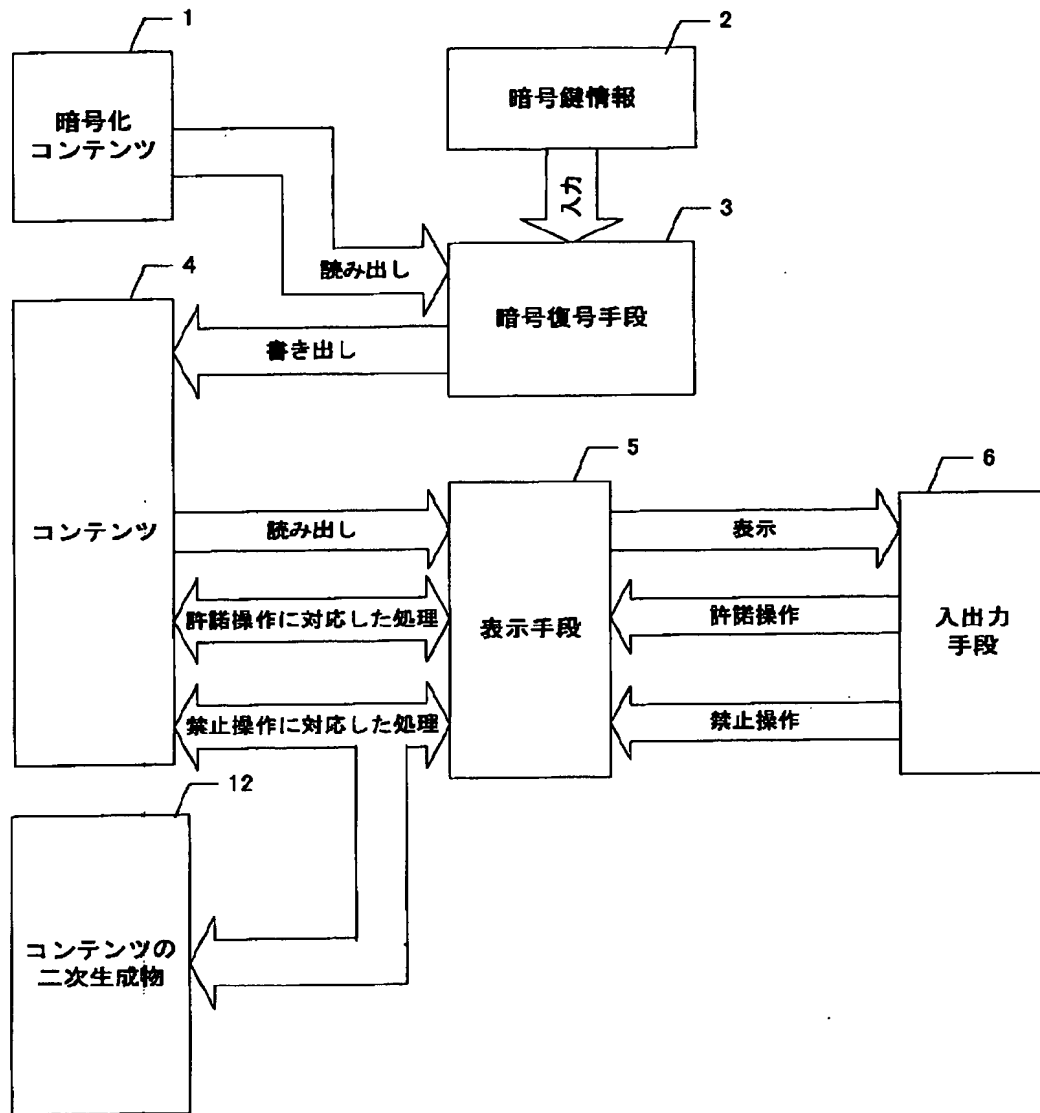 1
暗号化
コンテンツ
2
暗号鍵情報
入力
3
読み出し
暗号復号手段
4
書き出し
コンテンツ
5
6
読み出し
表示
許諾操作に対応した処理
表示手段
許諾操作
入出力
手段
禁止操作に対応した処理
禁止操作
12
コンテンツの
二次生成物